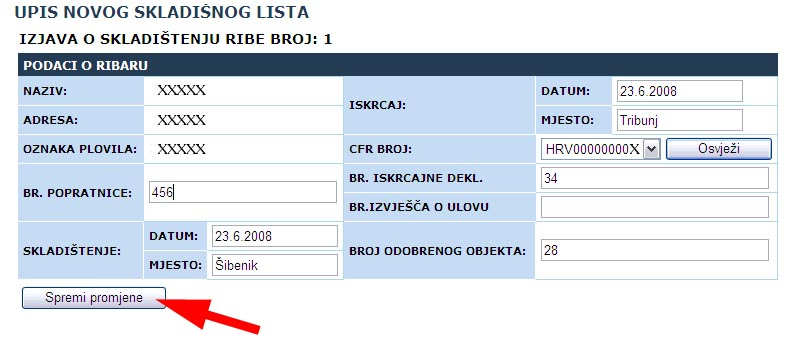 UPIS NOVOG SKLADIŠNOG LISTA
IZJAVA O SKLADIŠTENJU RIBE BROJ: 1
PODACI O RIBARU
NAZIV: XXXXX
ADRESA: XXXXX
ISKRCAJ: DATUM: 23.6.2008
MJESTO: Tribunj
OZNAKA PLOVILA: XXXXX
CFR BROJ: HRV00000000X Osvježi
BR. POPRATNICE: 456
BR. ISKRCAJNE DEKL. 34
BR.IZVJEŠČA O ULOVU
SKLADIŠTENJE: DATUM: 23.6.2008
MJESTO: Šibenik
BROJ ODOBRENOG OBJEKTA: 28
Spremi promjene